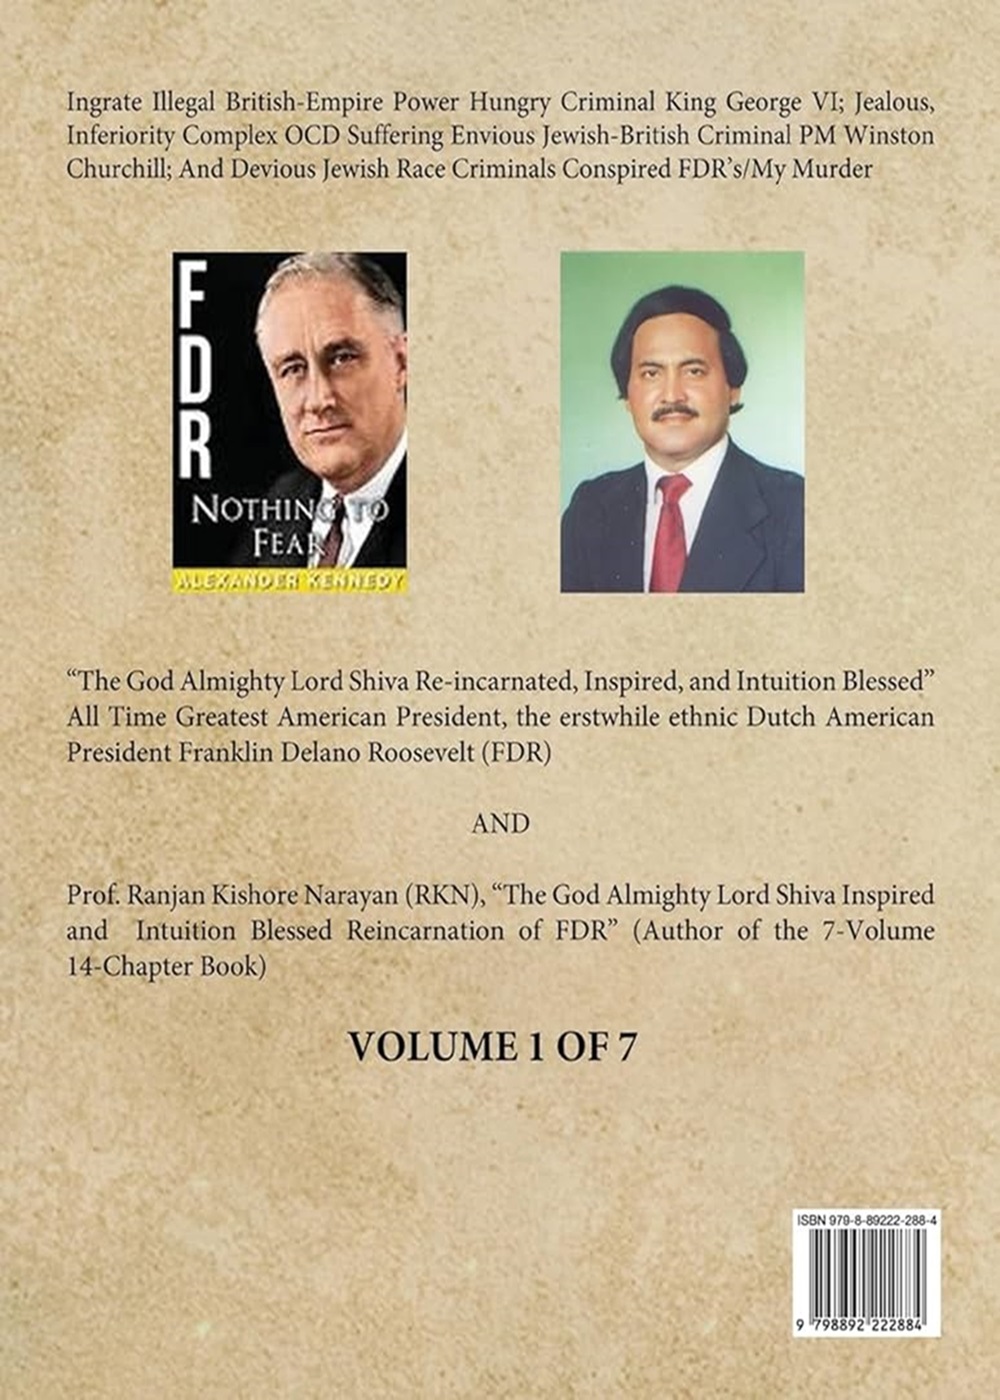 Ingrate Illegal British-Empire Power Hungry Criminal King George VI; Jealous,
Inferiority Complex OCD Suffering Envious Jewish-British Criminal PM Winston
Churchill; And Devious Jewish Race Criminals Conspired FDR's/My Murder
F
D
R
NOTHING TO
FEAR
ALEXANDER KENNEDY
“The God Almighty Lord Shiva Re-incarnated, Inspired, and Intuition Blessed”
All Time Greatest American President, the erstwhile ethnic Dutch American
President Franklin Delano Roosevelt (FDR)
AND
Prof. Ranjan Kishore Narayan (RKN), “The God Almighty Lord Shiva Inspired
and Intuition Blessed Reincarnation of FDR” (Author of the 7-Volume
14-Chapter Book)
VOLUME 1 OF 7
ISBN 979-8-89222-288-4
9 798892 222884